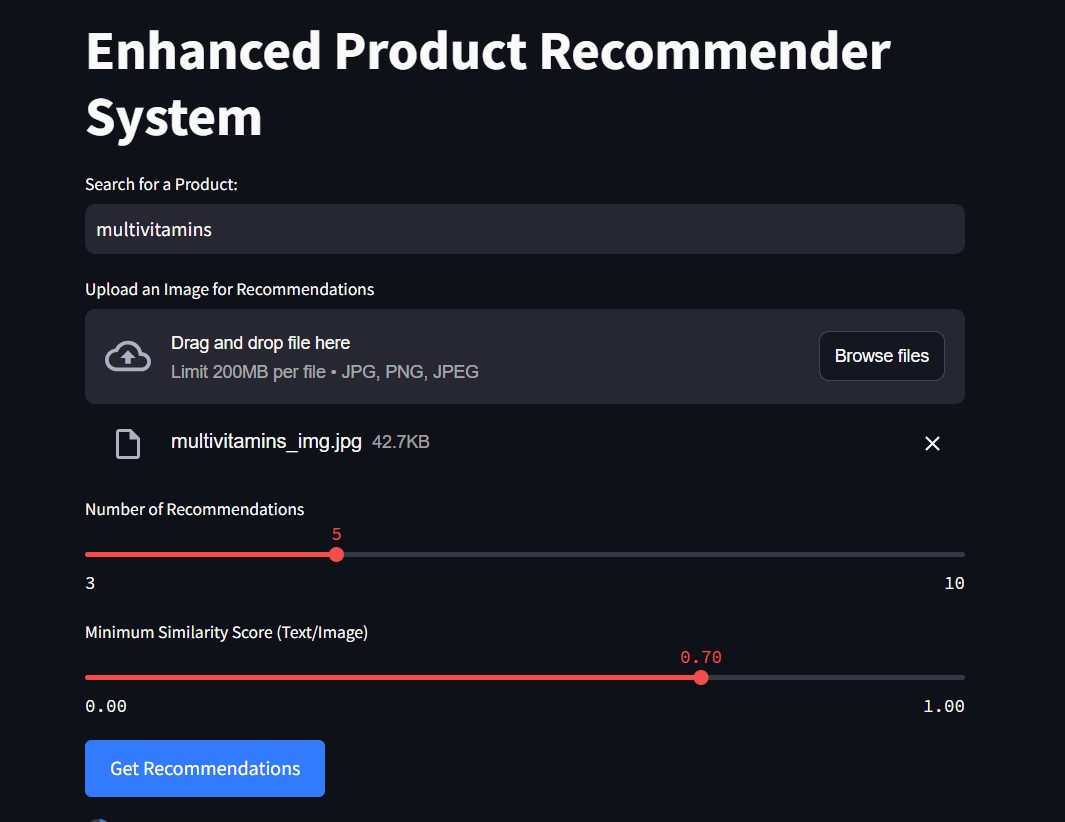 Enhanced Product Recommender
System
Search for a Product:
multivitamins
Upload an Image for Recommendations
Drag and drop file here
Limit 200MB per file • JPG, PNG, JPEG
Browse files
multivitamins_img.jpg 42.7KB
Number of Recommendations
5
3 10
Minimum Similarity Score (Text/Image)
0.70
0.00 1.00
Get Recommendations